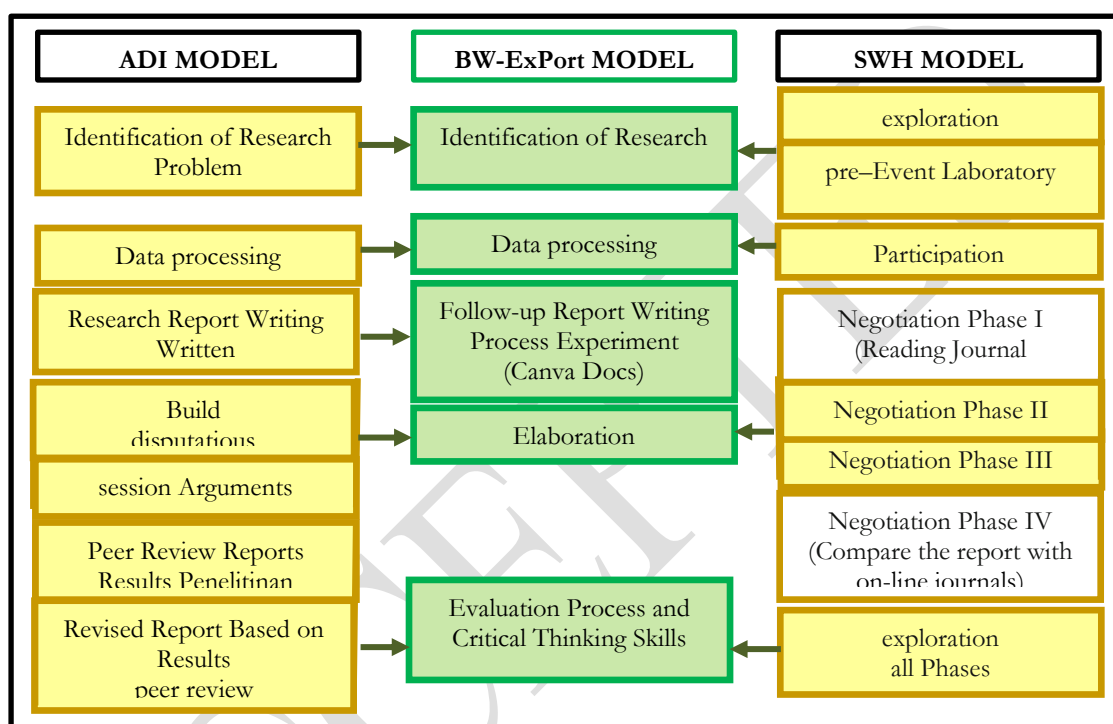 ADI MODEL
BW-ExPort MODEL
SWH MODEL
Identification of Research
Problem
Identification of Research
exploration
pre–Event Laboratory
Data processing
Data processing
Participation
Research Report Writing
Written
Follow-up Report Writing
Process Experiment
(Canva Docs)
Negotiation Phase I
(Reading Journal
Build
disputatious
Elaboration
Negotiation Phase II
session Arguments
Negotiation Phase III
Peer Review Reports
Results Penelitinan
Negotiation Phase IV
(Compare the report with
on-line journals)
Revised Report Based on
Results
peer review
Evaluation Process and
Critical Thinking Skills
exploration
all Phases